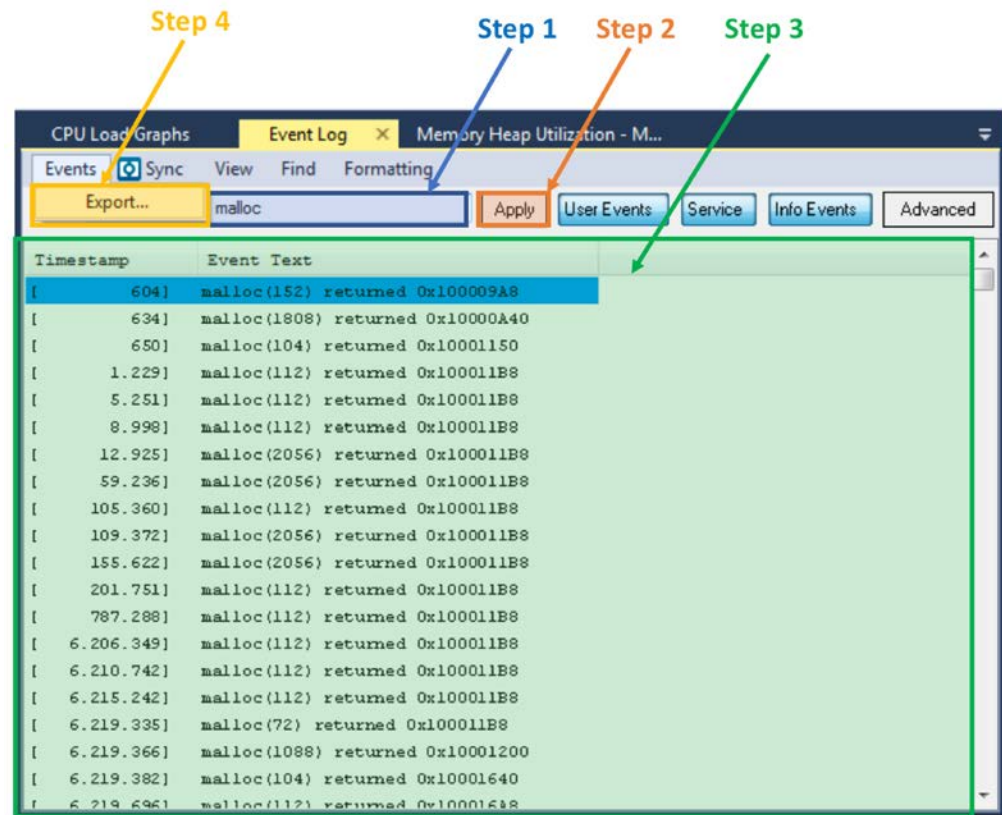 Step 4
Step 1 Step 2 Step 3
CPU Load Graphs Event Log × Memory Heap Utilization - M...
Events Sync View Find Formatting
Export... malloc Apply User Events Service Info Events Advanced
Timestamp Event Text
[ 604] malloc(152) returned 0x100009A8
[ 634] malloc(1808) returned 0x10000A40
[ 650] malloc(104) returned 0x10001150
[ 1.229] malloc(112) returned 0x100011B8
[ 5.251] malloc(112) returned 0x100011B8
[ 8.998] malloc(112) returned 0x100011B8
[ 12.925] malloc(2056) returned 0x100011B8
[ 59.236] malloc(2056) returned 0x100011B8
[ 105.360] malloc(112) returned 0x100011B8
[ 109.372] malloc(2056) returned 0x100011B8
[ 155.622] malloc(2056) returned 0x100011B8
[ 201.751] malloc(112) returned 0x100011B8
[ 787.288] malloc(112) returned 0x100011B8
[ 6.206.349] malloc(112) returned 0x100011B8
[ 6.210.742] malloc(112) returned 0x100011B8
[ 6.215.242] malloc(112) returned 0x100011B8
[ 6.219.335] malloc(72) returned 0x100011B8
[ 6.219.366] malloc(1088) returned 0x10001200
[ 6.219.382] malloc(104) returned 0x10001640
[ 6.219.696] malloc(112) returned 0x100016A8